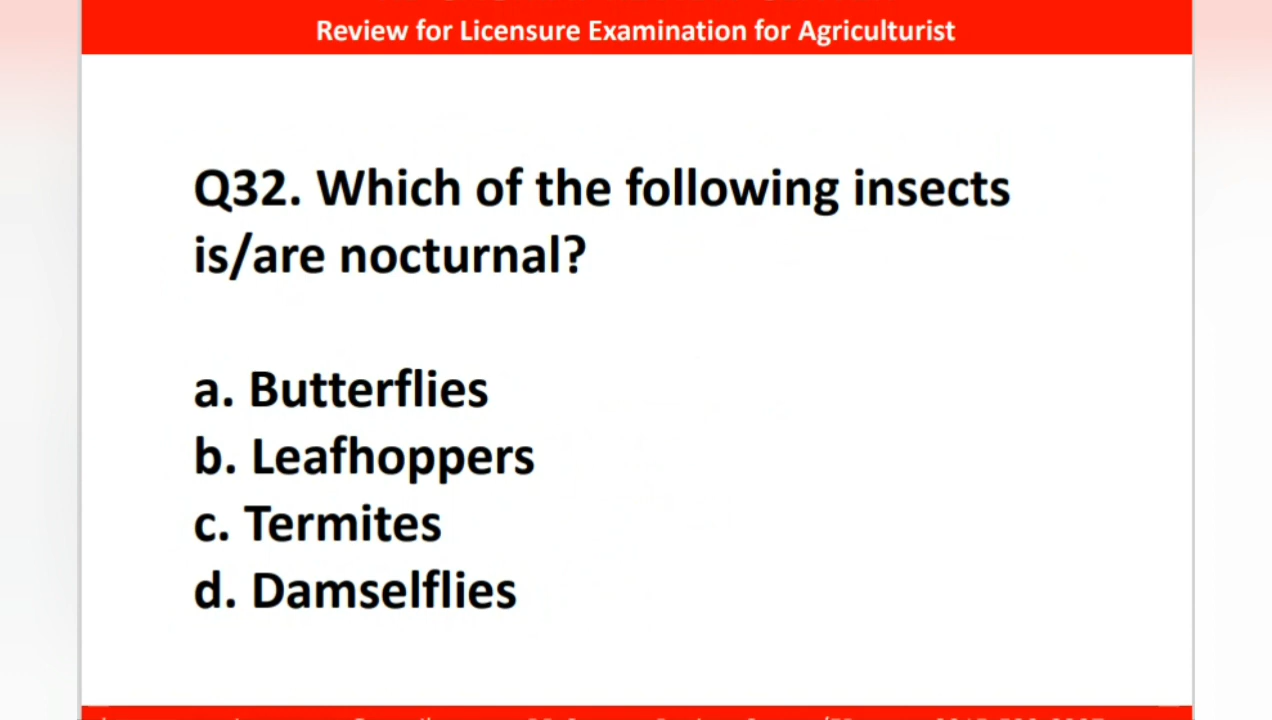 Review for Licensure Examination for Agriculturist
Q32. Which of the following insects
is/are nocturnal?
a. Butterflies
b. Leafhoppers
c. Termites
d. Damselflies